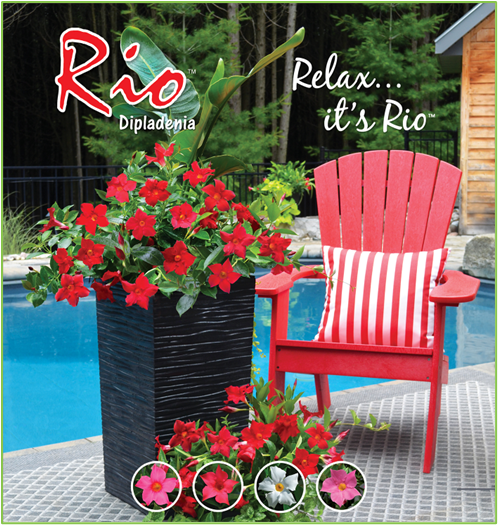 Rio™
Dipladenia
Relax...
it's Rio™